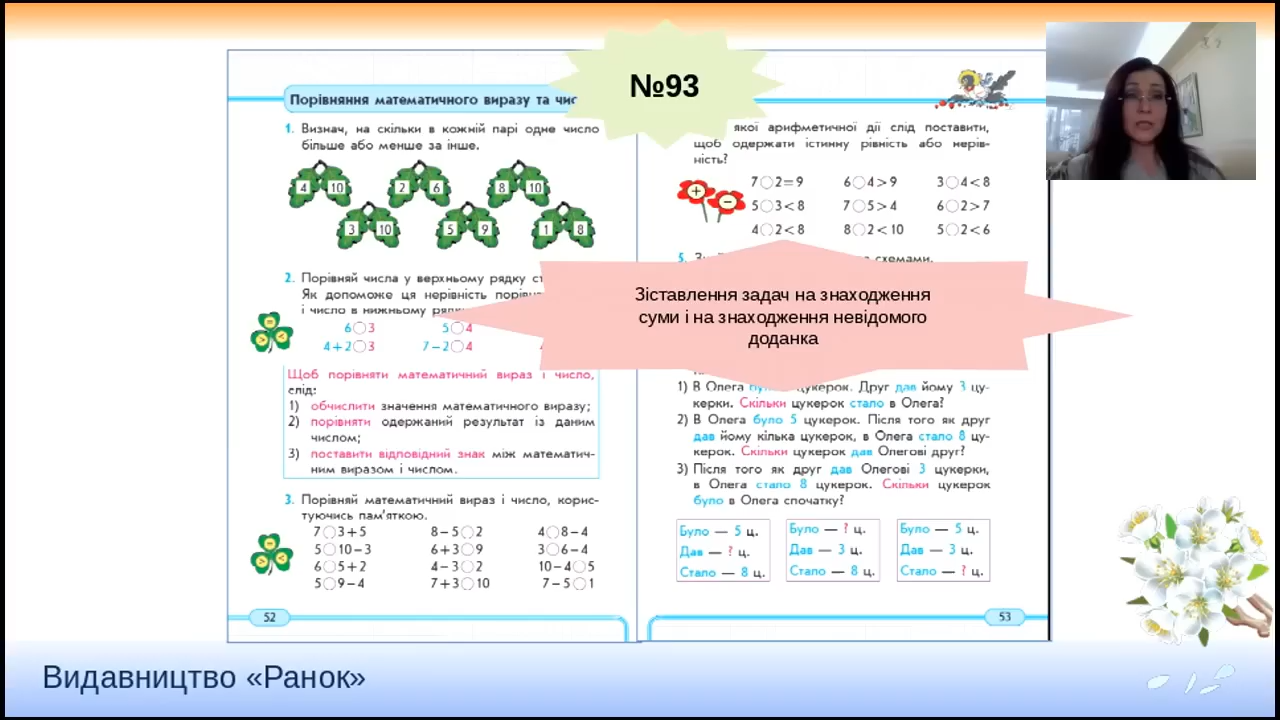 №93
Порівняння математичного виразу та чис
1. Визнач, на скільки в кожній парі одне число
більше або менше за інше.
4 10 2 6 8 10
3 10 5 9 1 8
2. Порівняй числа у верхньому рядку
Як допоможе ця нерівність
і число в нижньому
6○3 5○4
4+2○3 7−2○4
Щоб порівняти математичний вираз і число,
слід:
1) обчислити значення математичного виразу;
2) порівняти одержаний результат із даним
числом;
3) поставити відповідний знак між математич-
ним виразом і числом.
3. Порівняй математичний вираз і число, корис-
туючись пам'яткою.
7○3+5 8−5○2 4○8−4
5○10−3 6+3○9 3○6−4
6○5+2 4−3○2 10−4○5
5○9−4 7+3○10 7−5○1
52
якої арифметичної дії слід поставити,
щоб одержати істинну рівність або нерів-
ність?
+ −
7○2=9 6○4>9 3○4<8
5○3<8 7○5>4 6○2>7
4○2<8 8○2<10 5○2<6
5. схемами.
Зіставлення задач на знаходження
суми і на знаходження невідомого
доданка
1) В Олега цукерок. Друг дав йому 3 цу-
керки. Скільки цукерок стало в Олега?
2) В Олега було 5 цукерок. Після того як друг
дав йому кілька цукерок, в Олега стало 8 цу-
керок. Скільки цукерок дав Олегові друг?
3) Після того як друг дав Олегові 3 цукерки,
в Олега стало 8 цукерок. Скільки цукерок
було в Олега спочатку?
Було — 5 ц. Було — ? ц. Було — 5 ц.
Дав — ? ц. Дав — 3 ц. Дав — 3 ц.
Стало — 8 ц. Стало — 8 ц. Стало — ? ц.
53
Видавництво «Ранок»